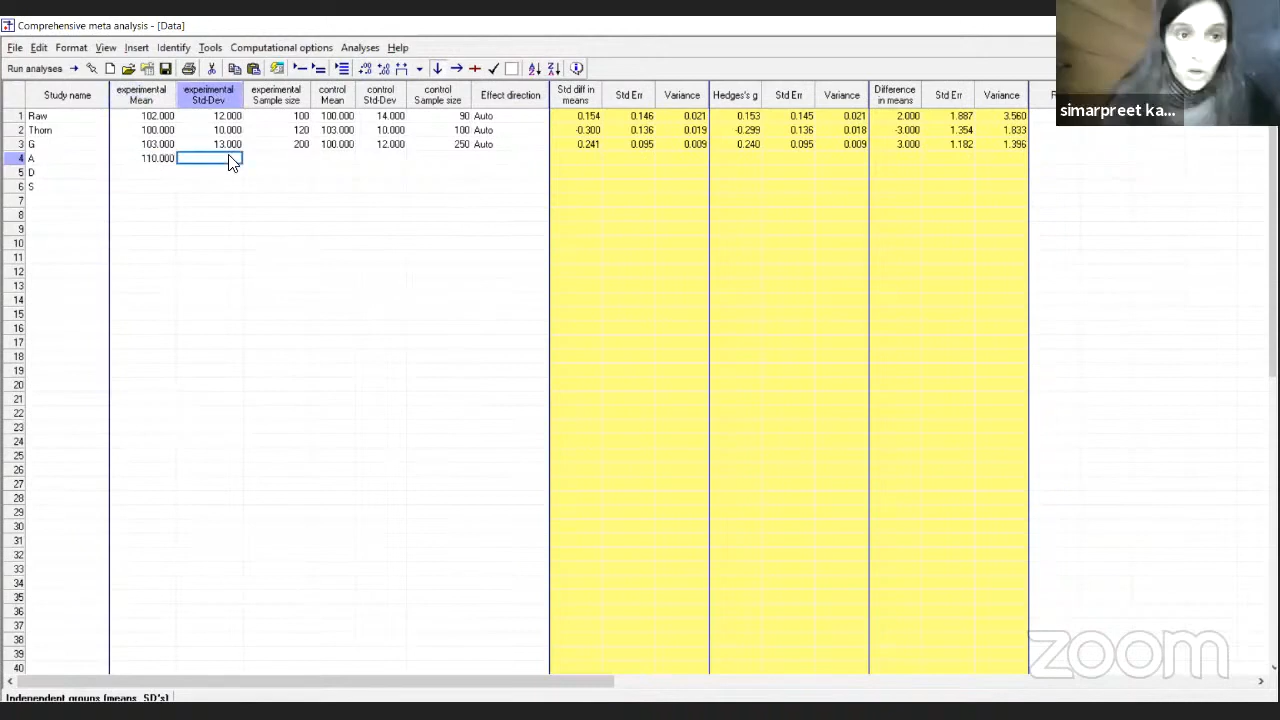 Comprehensive meta analysis - [Data]
File Edit Format View Insert Identify Tools Computational options Analyses Help
Run analyses
Study name experimental Mean experimental Std-Dev experimental Sample size control Mean control Std-Dev control Sample size Effect direction Std diff in means Std Err Variance Hedges's g Std Err Variance Difference in means Std Err Variance
1 Raw 102.000 12.000 100 100.000 14.000 90 Auto 0.154 0.146 0.021 0.153 0.145 0.021 2.000 1.887 3.560
2 Thorn 100.000 10.000 120 103.000 10.000 100 Auto -0.300 0.136 0.019 -0.299 0.136 0.018 -3.000 1.354 1.833
3 G 103.000 13.000 200 100.000 12.000 250 Auto 0.241 0.095 0.009 0.240 0.095 0.009 3.000 1.182 1.396
4 A 110.000
5 D
6 S
7
8
9
10
11
12
13
14
15
16
17
18
19
20
21
22
23
24
25
26
27
28
29
30
31
32
33
34
35
36
37
38
39
40
Independent groups (means, SD's)
simarpreet ka...
zoom